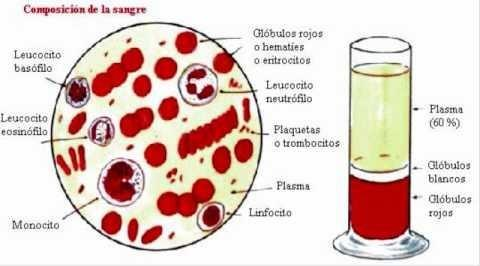 Composición de la sangre
Leucocito
basófilo
Leucocito
eosinófilo
Monocito
Glóbulos rojos
o hematíes
o eritrocitos
Leucocito
neutrófilo
Plaquetas
o trombocitos
Plasma
Linfocito
Plasma
(60 %)
Glóbulos
blancos
Glóbulos
rojos